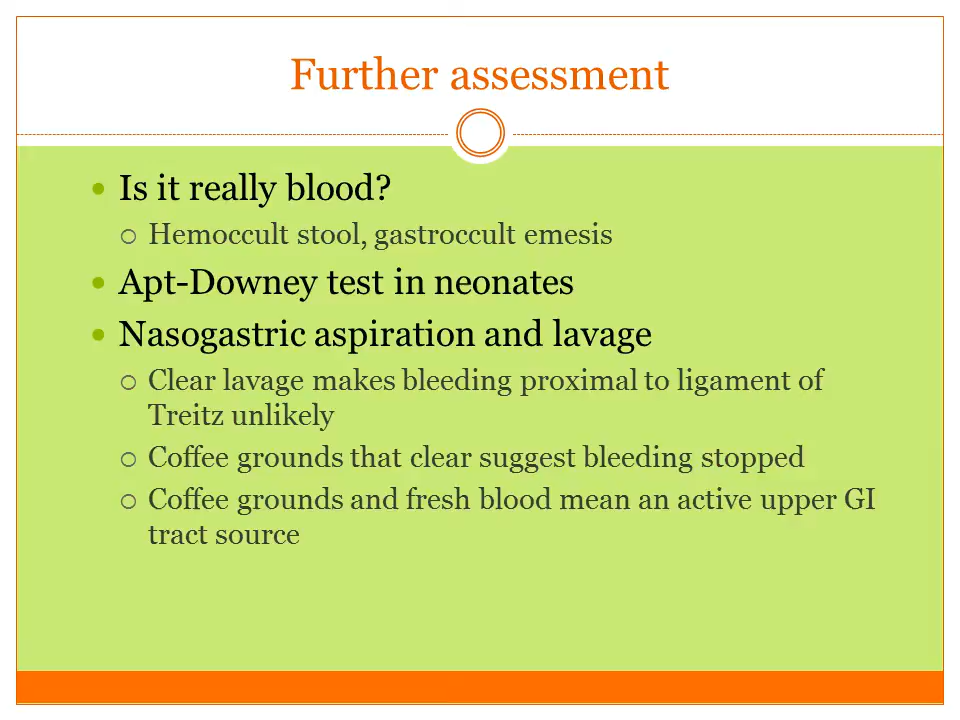 Further assessment
Is it really blood?
Hemoccult stool, gastroccult emesis
Apt-Downey test in neonates
Nasogastric aspiration and lavage
Clear lavage makes bleeding proximal to ligament of
Treitz unlikely
Coffee grounds that clear suggest bleeding stopped
Coffee grounds and fresh blood mean an active upper GI
tract source